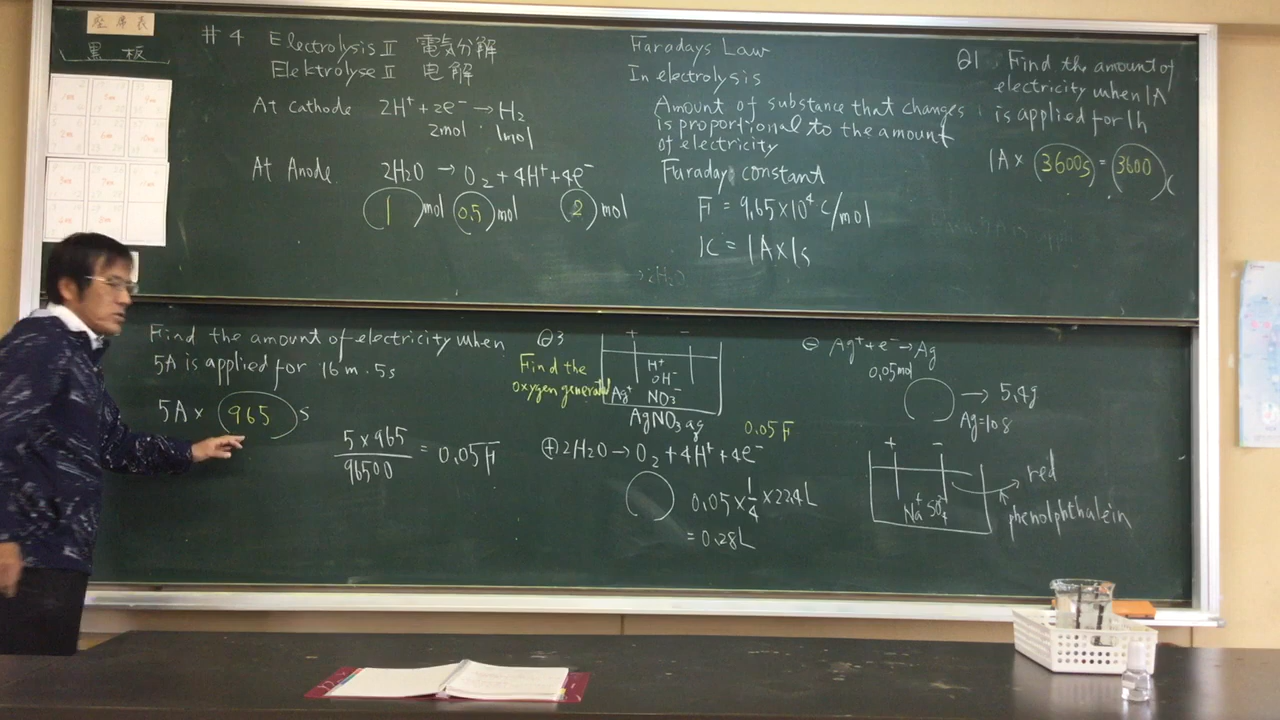 座席表
黒板
#4 Electrolysis II 電気分解
Elektrolyse II 电解
At cathode 2H⁺ + 2e⁻ → H₂
2mol 1mol
At Anode 2H₂O → O₂ + 4H⁺ + 4e⁻
1 mol 0.5 mol 2 mol
Faradays Law
In electrolysis
Amount of substance that changes
is proportional to the amount
of electricity
Faraday constant
F = 9.65×10⁴ C/mol
1C = 1A×1s
Q1 Find the amount of
electricity when 1A
is applied for 1h
1A × 3600s = 3600 C
Find the amount of electricity when
5A is applied for 16m 5s
5A × 965 s
5×965/96500 = 0.05F
Q3
Find the
oxygen generated
+ −
H⁺
OH⁻
Ag⁺ NO₃⁻
AgNO₃ aq
0.05F
⊕ 2H₂O → O₂ + 4H⁺ + 4e⁻
0.05 × 1/4 × 22.4L
= 0.28L
⊖ Ag⁺ + e⁻ → Ag
0.05mol
→ 5.4g
Ag=108
+ −
Na⁺ SO₄
→ red
phenolphthalein